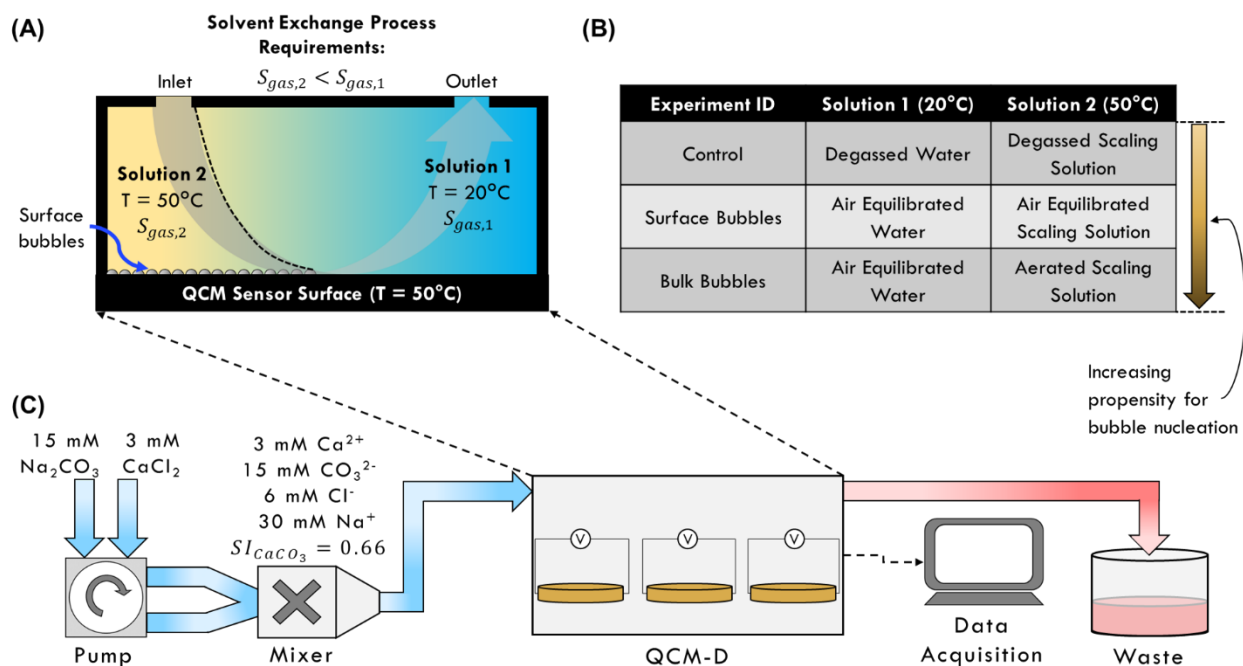 (A)
Solvent Exchange Process
Requirements:
S_gas,2 < S_gas,1
Inlet
Outlet
Solution 2
T = 50°C
S_gas,2
Solution 1
T = 20°C
S_gas,1
Surface
bubbles
QCM Sensor Surface (T = 50°C)
(B)
Experiment ID
Solution 1 (20°C)
Solution 2 (50°C)
Control
Degassed Water
Degassed Scaling
Solution
Surface Bubbles
Air Equilibrated
Water
Air Equilibrated
Scaling Solution
Bulk Bubbles
Air Equilibrated
Water
Aerated Scaling
Solution
Increasing
propensity for
bubble nucleation
(C)
15 mM
Na₂CO₃
3 mM
CaCl₂
3 mM Ca²⁺
15 mM CO₃²⁻
6 mM Cl⁻
30 mM Na⁺
SI_CaCO₃ = 0.66
V
V
V
Pump
Mixer
QCM-D
Data
Acquisition
Waste